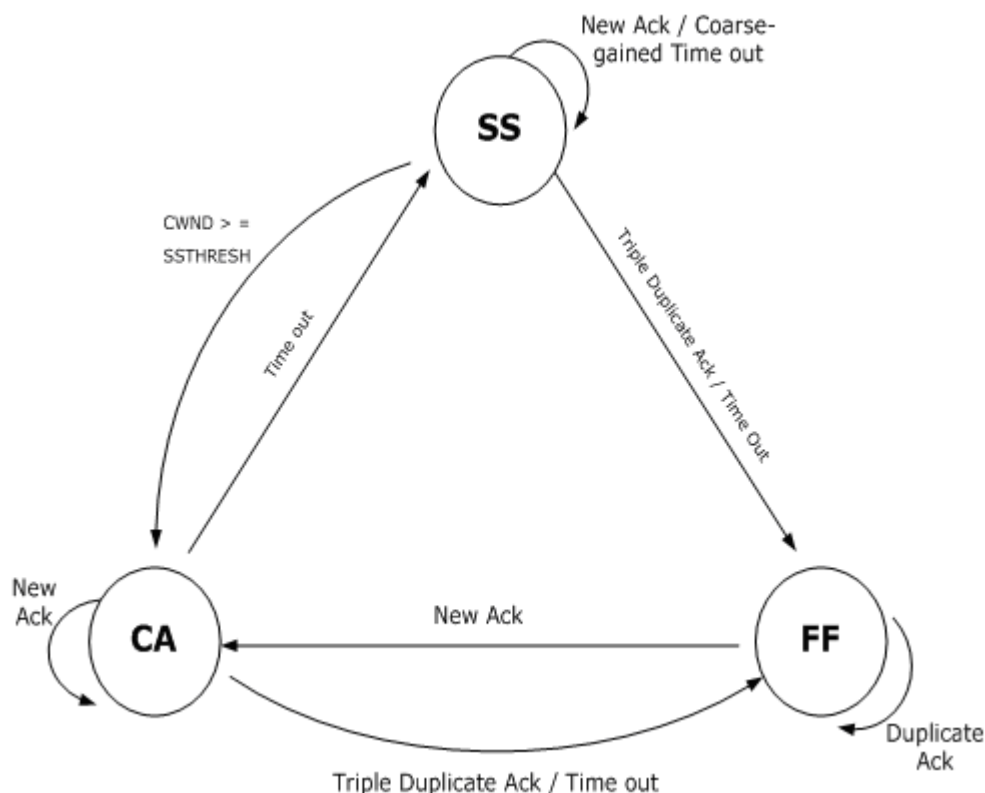 New Ack / Coarse-
gained Time out
SS
CWND > =
SSTHRESH
Time out
Triple Duplicate Ack / Time Out
New
Ack
CA
New Ack
FF
Duplicate
Ack
Triple Duplicate Ack / Time out